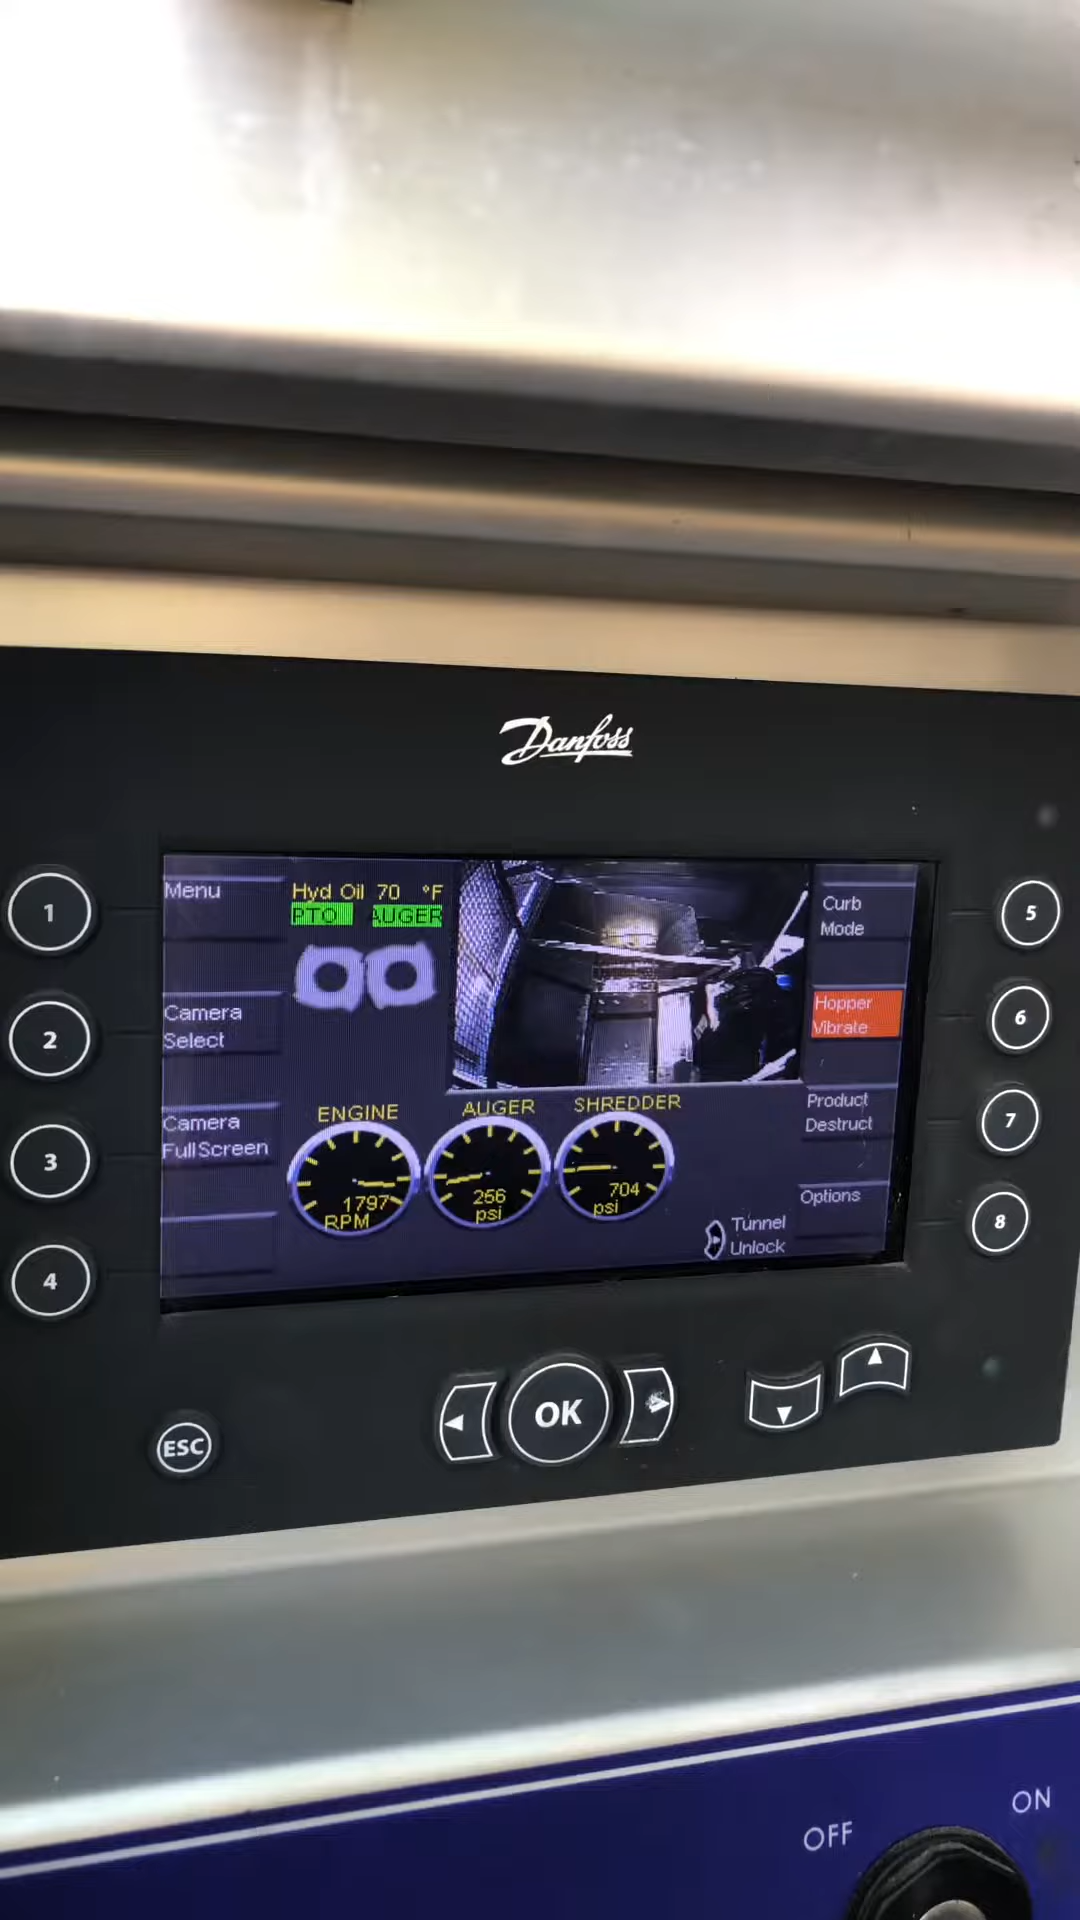 Danfoss
Menu
Hyd Oil 70 °F
PTO AUGER
Curb
Mode
Camera
Select
Hopper
Vibrate
Camera
FullScreen
Product
Destruct
Options
ENGINE
AUGER
SHREDDER
1797
RPM
256
psi
704
psi
Tunnel
Unlock
1
2
3
4
5
6
7
8
ESC
OK
OFF
ON